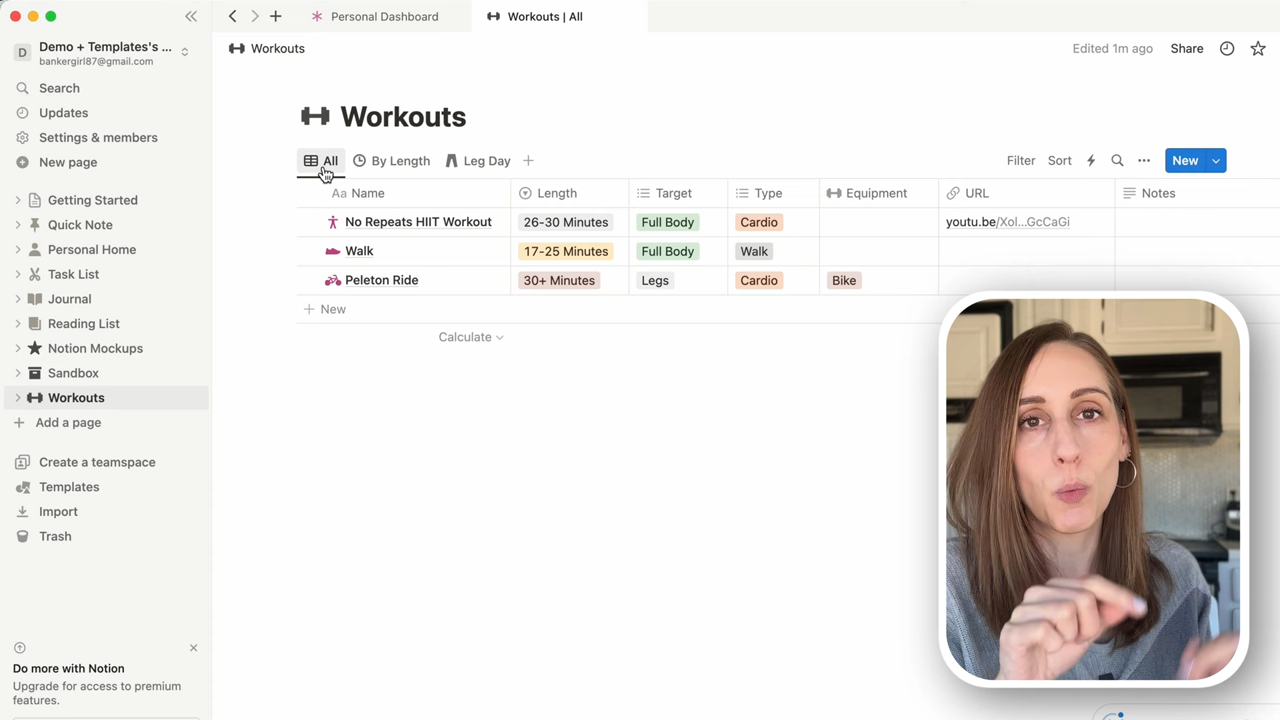 Personal Dashboard
Workouts | All
D
Demo + Templates's ...
bankergirl87@gmail.com
Search
Updates
Settings & members
New page
Getting Started
Quick Note
Personal Home
Task List
Journal
Reading List
Notion Mockups
Sandbox
Workouts
Add a page
Create a teamspace
Templates
Import
Trash
Do more with Notion
Upgrade for access to premium
features.
Workouts
Edited 1m ago
Share
Workouts
All
By Length
Leg Day
Filter
Sort
New
Aa Name
Length
Target
Type
Equipment
URL
Notes
No Repeats HIIT Workout
26-30 Minutes
Full Body
Cardio
youtu.be/Xol...GcCaGi
Walk
17-25 Minutes
Full Body
Walk
Peleton Ride
30+ Minutes
Legs
Cardio
Bike
New
Calculate